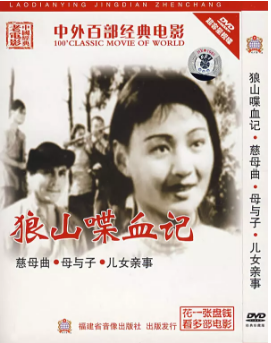 LAODIANYING JINGDIAN ZHENCHANG
中国经典
老电影
中外百部经典电影
100°CLASSIC MOVIE OF WORLD
DVD
狼山喋血记
慈母曲·母与子·儿女亲事
福建省音像出版社 出版发行
花一张盘钱
看多部电影
狼山喋血记·慈母曲·母与子·儿女亲事
DVD